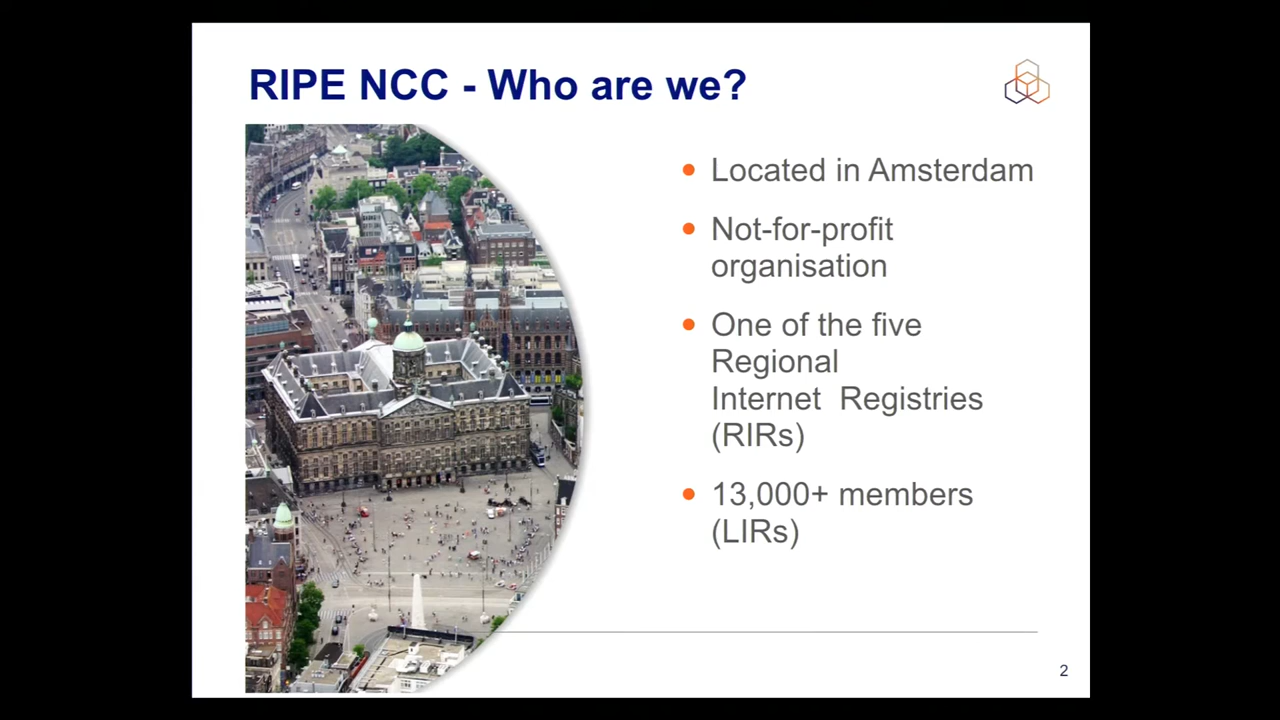 RIPE NCC - Who are we?
Located in Amsterdam
Not-for-profit
organisation
One of the five
Regional
Internet Registries
(RIRs)
13,000+ members
(LIRs)
2